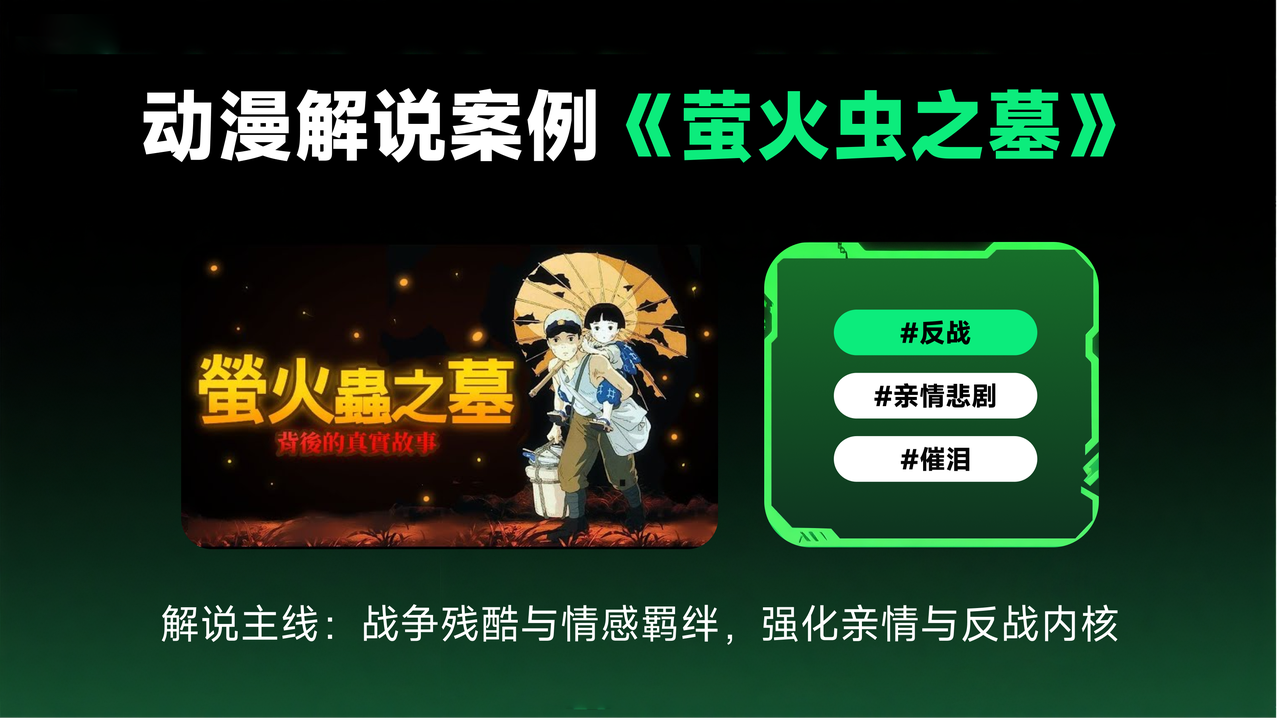 动漫解说案例《萤火虫之墓》
螢火蟲之墓
背後的真實故事
#反战
#亲情悲剧
#催泪
解说主线：战争残酷与情感羁绊，强化亲情与反战内核